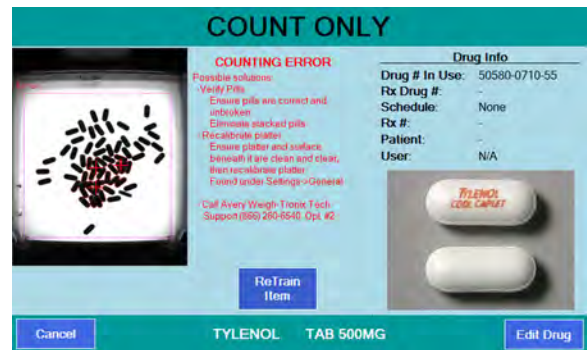 COUNT ONLY
COUNTING ERROR
Possible solutions:
-Verify Pills
Ensure pills are correct and
unbroken
Eliminate stacked pills
-Recalibrate platter
Ensure platter and surface
beneath it are clean and clear,
then recalibrate platter
Found under Settings->General
-Call Avery Weigh-Tronix Tech
Support (866) 260-6540, Opt. #2
ReTrain
Item
Drug Info
Drug # In Use: 50580-0710-55
Rx Drug #: -
Schedule: None
Rx #: -
Patient: -
User: N/A
TYLENOL
COOL CAPLET
Cancel
TYLENOL TAB 500MG
Edit Drug